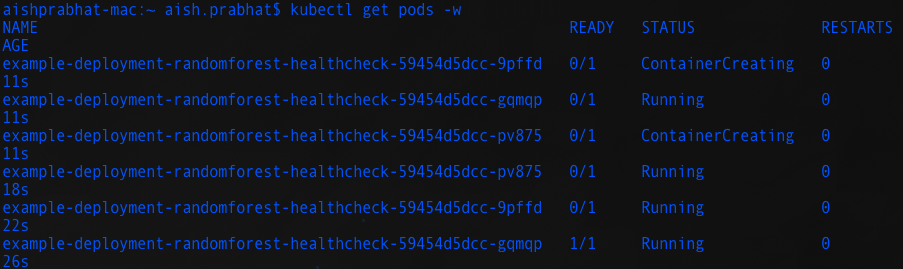 aishprabhat-mac:~ aish.prabhat$ kubectl get pods -w
NAME READY STATUS RESTARTS
AGE
example-deployment-randomforest-healthcheck-59454d5dcc-9pffd 0/1 ContainerCreating 0
11s
example-deployment-randomforest-healthcheck-59454d5dcc-gqmqp 0/1 Running 0
11s
example-deployment-randomforest-healthcheck-59454d5dcc-pv875 0/1 ContainerCreating 0
11s
example-deployment-randomforest-healthcheck-59454d5dcc-pv875 0/1 Running 0
18s
example-deployment-randomforest-healthcheck-59454d5dcc-9pffd 0/1 Running 0
22s
example-deployment-randomforest-healthcheck-59454d5dcc-gqmqp 1/1 Running 0
26s